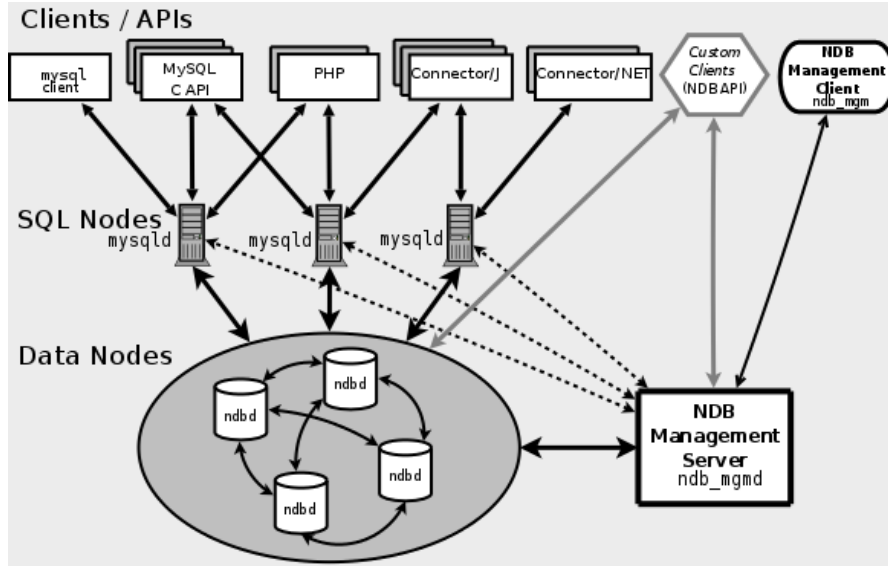 Clients / APIs
mysql
client
MySQL
C API
PHP
Connector/J
Connector/NET
Custom
Clients
(NDBAPI)
NDB
Management
Client
ndb_mgm
SQL Nodes
mysqld
mysqld
mysqld
Data Nodes
ndbd
ndbd
ndbd
ndbd
NDB
Management
Server
ndb_mgmd